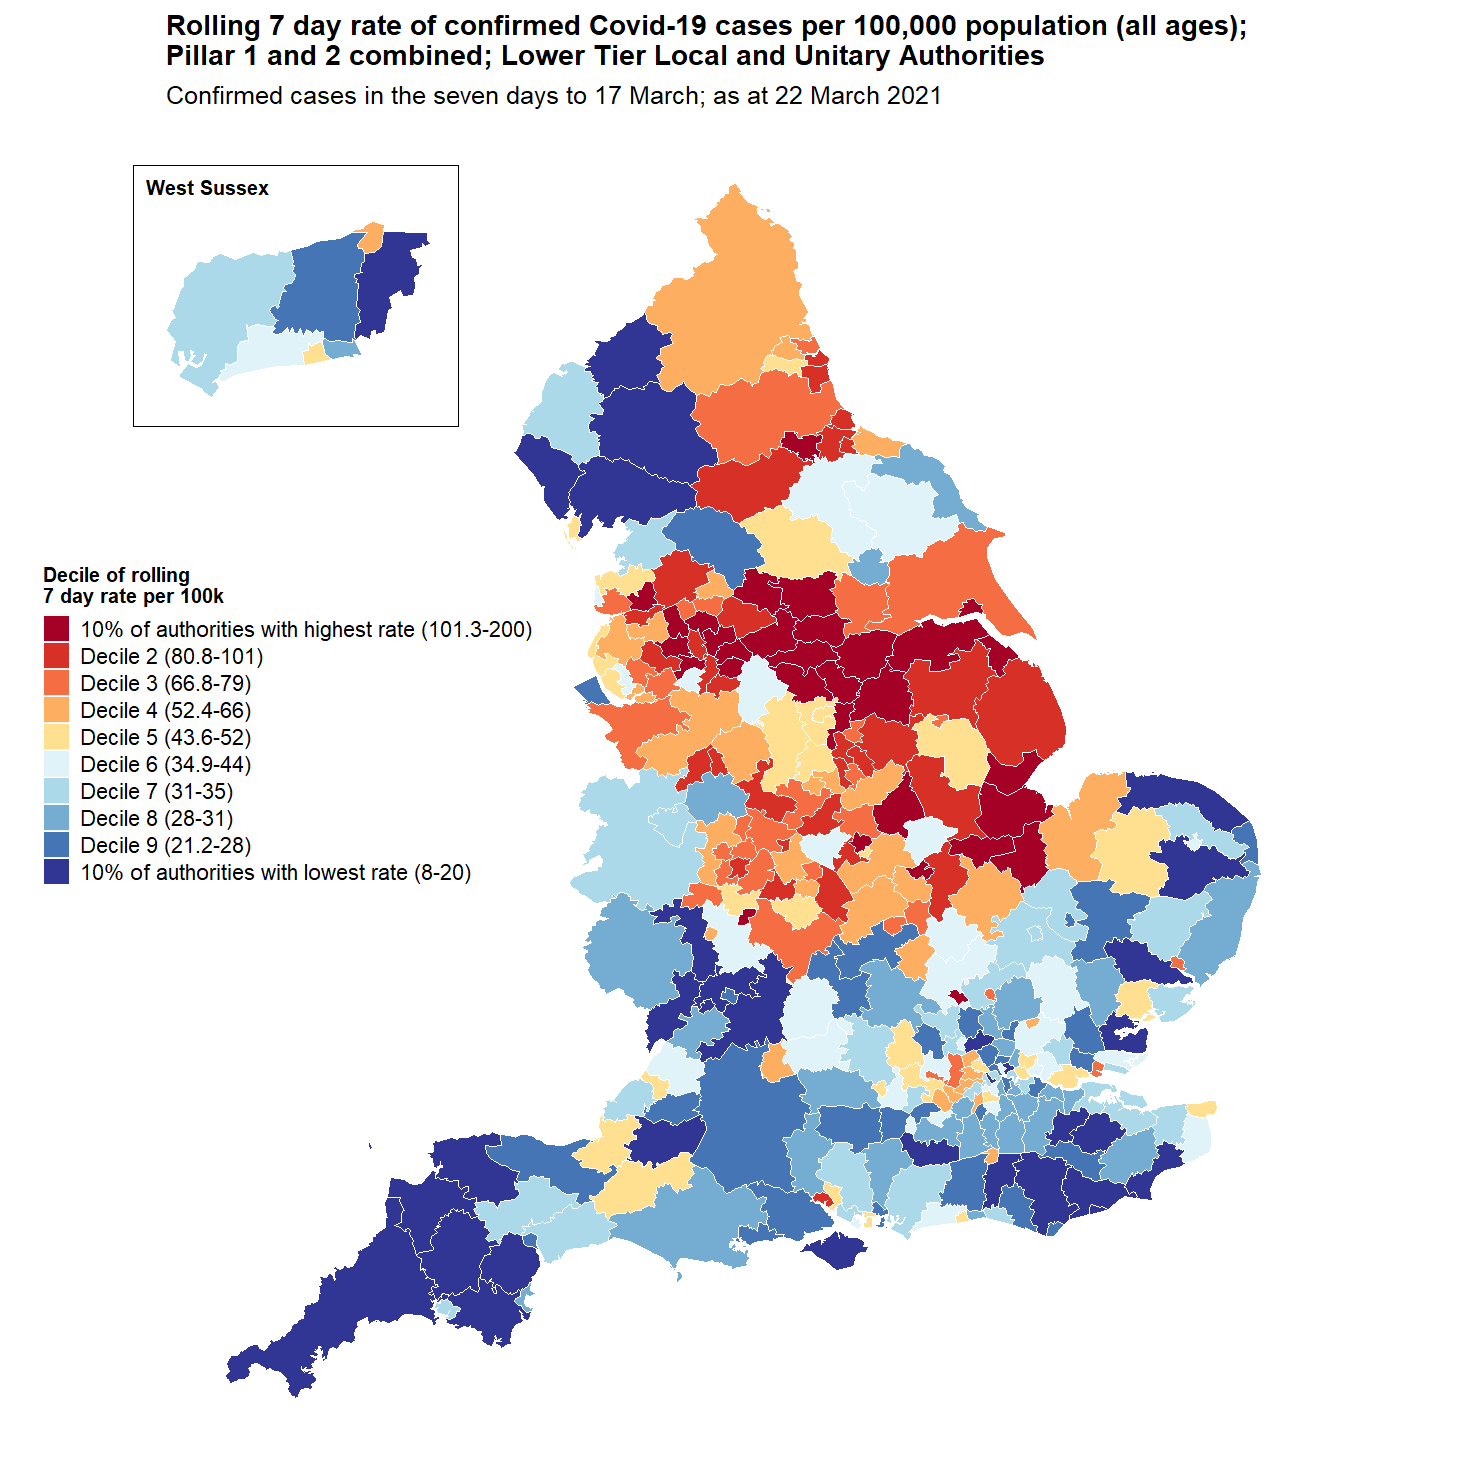 Rolling 7 day rate of confirmed Covid-19 cases per 100,000 population (all ages);
Pillar 1 and 2 combined; Lower Tier Local and Unitary Authorities
Confirmed cases in the seven days to 17 March; as at 22 March 2021
West Sussex
Decile of rolling
7 day rate per 100k
10% of authorities with highest rate (101.3-200)
Decile 2 (80.8-101)
Decile 3 (66.8-79)
Decile 4 (52.4-66)
Decile 5 (43.6-52)
Decile 6 (34.9-44)
Decile 7 (31-35)
Decile 8 (28-31)
Decile 9 (21.2-28)
10% of authorities with lowest rate (8-20)